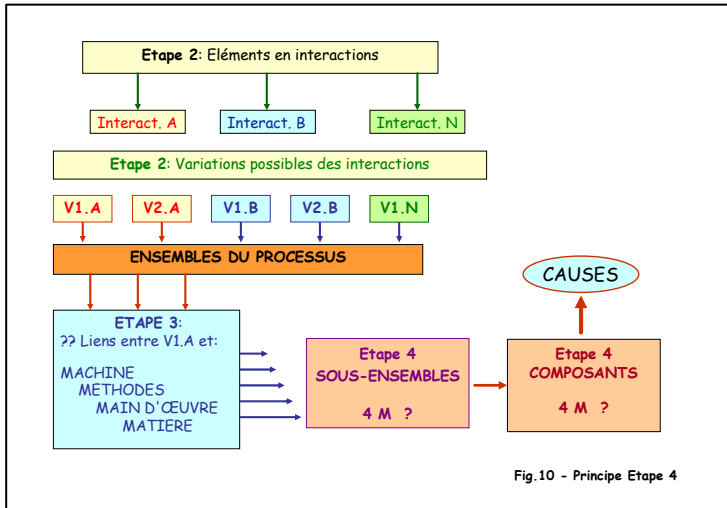 Etape 2: Eléments en interactions
Interact. A
Interact. B
Interact. N
Etape 2: Variations possibles des interactions
V1.A
V2.A
V1.B
V2.B
V1.N
ENSEMBLES DU PROCESSUS
CAUSES
ETAPE 3:
?? Liens entre V1.A et:
MACHINE
METHODES
MAIN D'ŒUVRE
MATIERE
Etape 4
SOUS-ENSEMBLES
4 M ?
Etape 4
COMPOSANTS
4 M ?
Fig.10 - Principe Etape 4